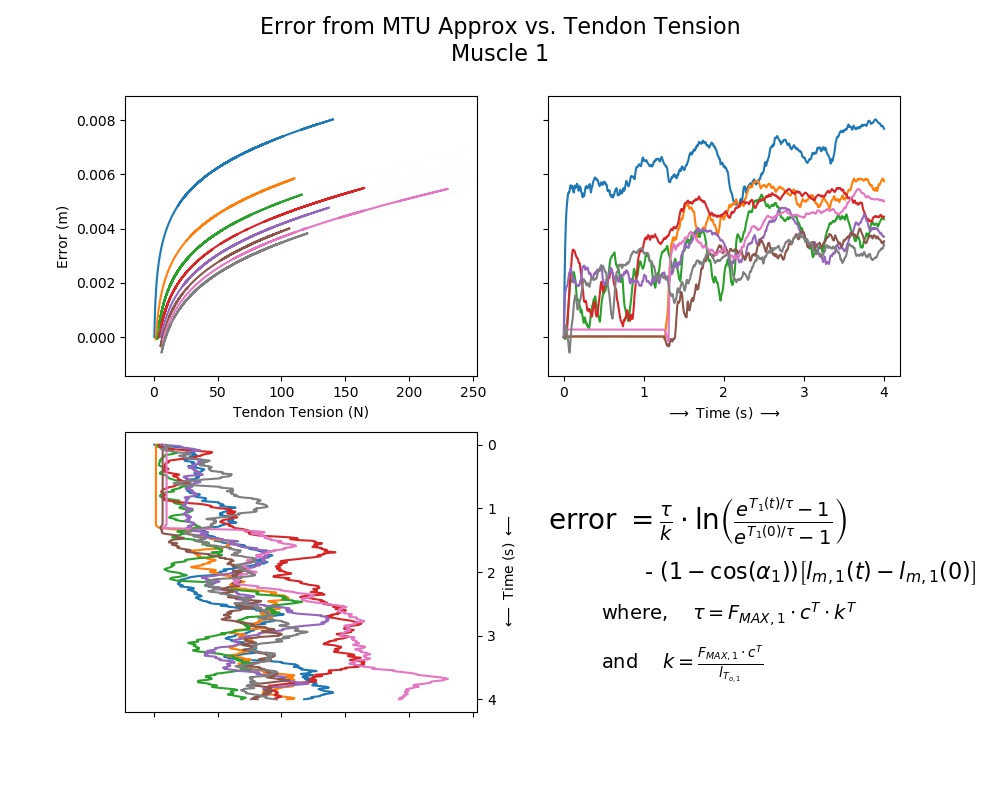 Error from MTU Approx vs. Tendon Tension
Muscle 1
Error (m)
0.008
0.006
0.004
0.002
0.000
0 50 100 150 200 250
Tendon Tension (N)
0 1 2 3 4
⟶ Time (s) ⟶
0
1
2
3
4
⟵ Time (s) ⟵
error = τ/k · ln((e^{T₁(t)/τ} − 1)/(e^{T₁(0)/τ} − 1))
- (1 − cos(α₁))[l_{m,1}(t) − l_{m,1}(0)]
where, τ = F_{MAX,1} · c^T · k^T
and k = (F_{MAX,1} · c^T)/l_{T_{o,1}}